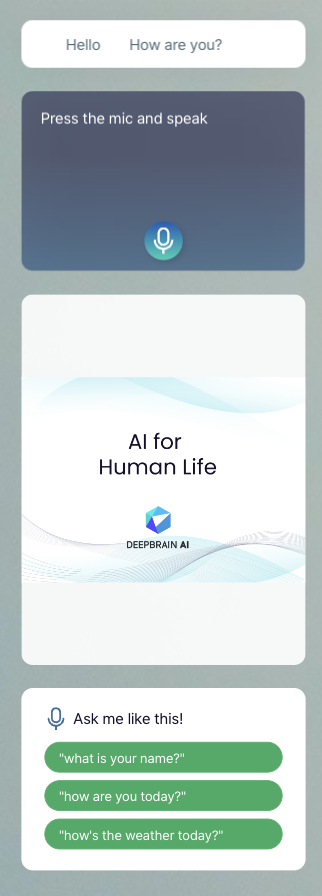 Hello How are you?
Press the mic and speak
AI for
Human Life
DEEPBRAIN AI
Ask me like this!
"what is your name?"
"how are you today?"
"how's the weather today?"